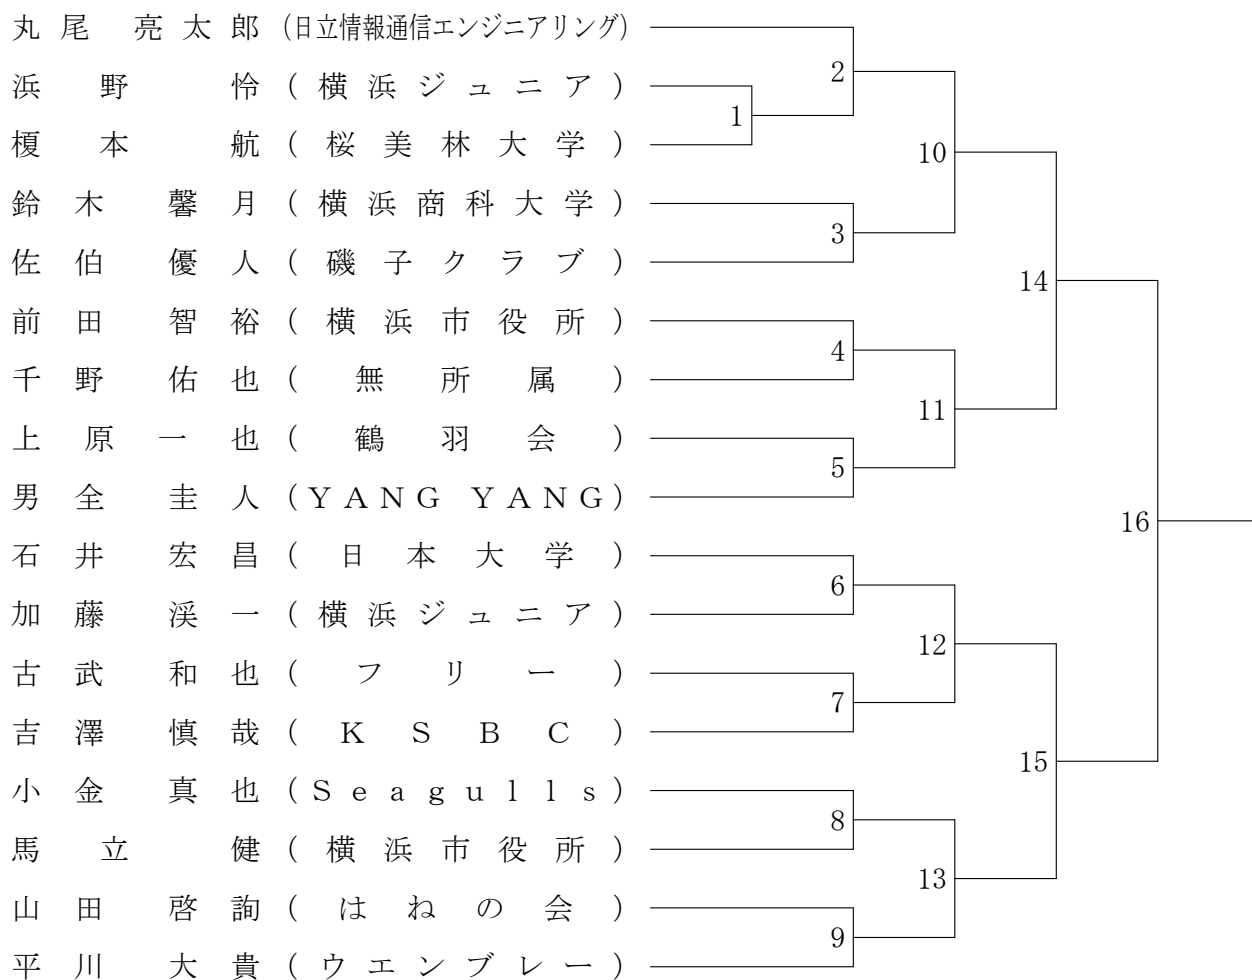 丸尾 亮太郎 (日立情報通信エンジニアリング)
2
浜野 怜 (横浜ジュニア)
1
榎本 航 (桜美林大学)
10
鈴木 馨月 (横浜商科大学)
3
佐伯 優人 (磯子クラブ)
14
前田 智裕 (横浜市役所)
4
千野 佑也 (無所属)
11
上原 一也 (鶴羽会)
5
男全 圭人 (YANG YANG)
16
石井 宏昌 (日本大学)
6
加藤 渓一 (横浜ジュニア)
12
古武 和也 (フリー)
7
吉澤 慎哉 (KSBC)
15
小金 真也 (Seagulls)
8
馬立 健 (横浜市役所)
13
山田 啓詢 (はねの会)
9
平川 大貴 (ウエンブレー)